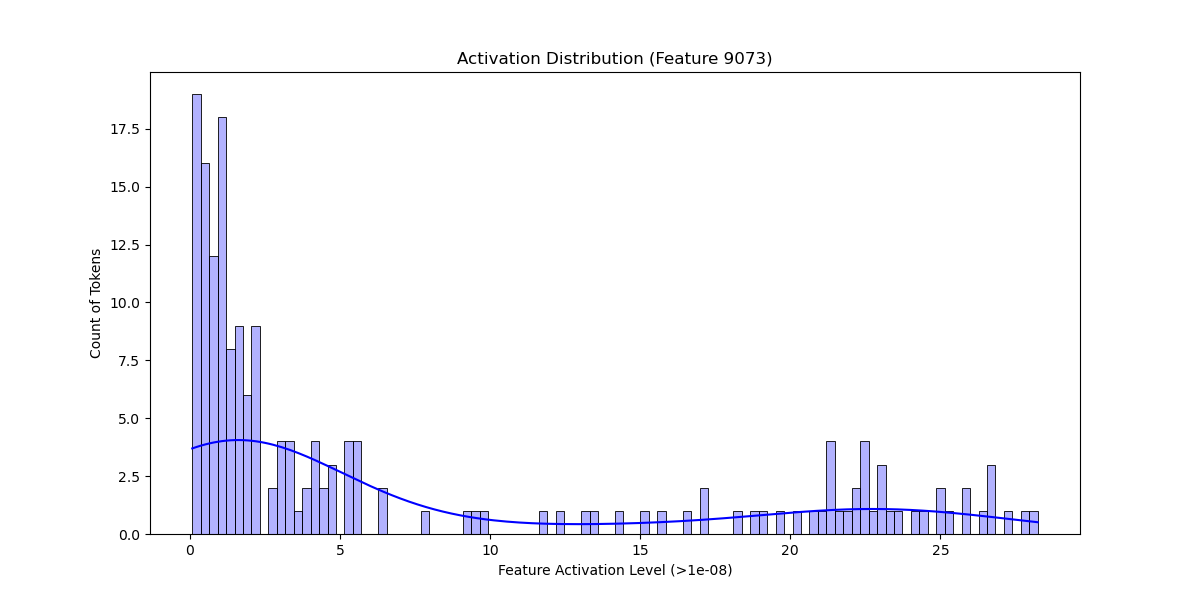 Activation Distribution (Feature 9073)
Count of Tokens
17.5
15.0
12.5
10.0
7.5
5.0
2.5
0.0
0 5 10 15 20 25
Feature Activation Level (>1e-08)